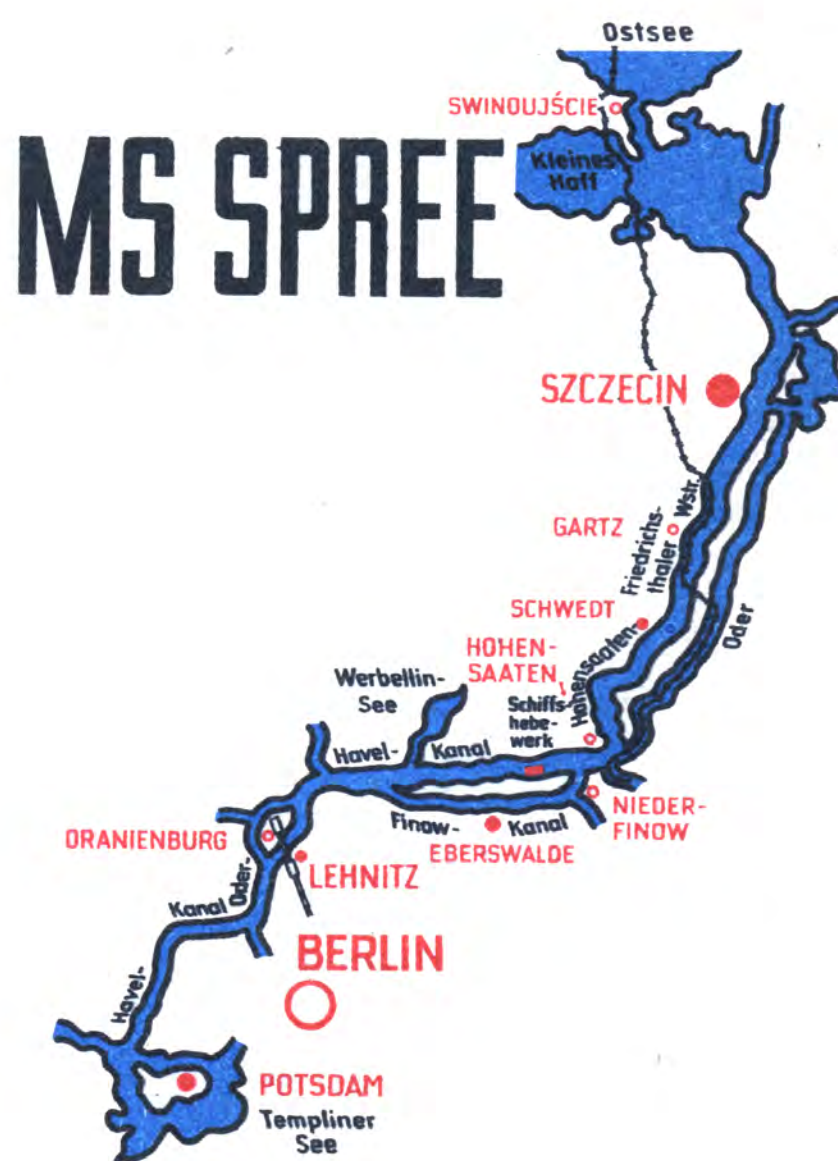 Ostsee
SWINOUJŚCIE
Kleines
Haff
MS SPREE
SZCZECIN
GARTZ
Friedrichs-
thaler Wstr.
SCHWEDT
Oder
HOHEN-
SAATEN
Hohensaaten-
Werbellin-
See
Schiffs
hebe-
werk
Havel- Kanal
NIEDER-
FINOW
Finow- Kanal
EBERSWALDE
ORANIENBURG
LEHNITZ
Oder-
Kanal
Havel-
BERLIN
POTSDAM
Templiner
See